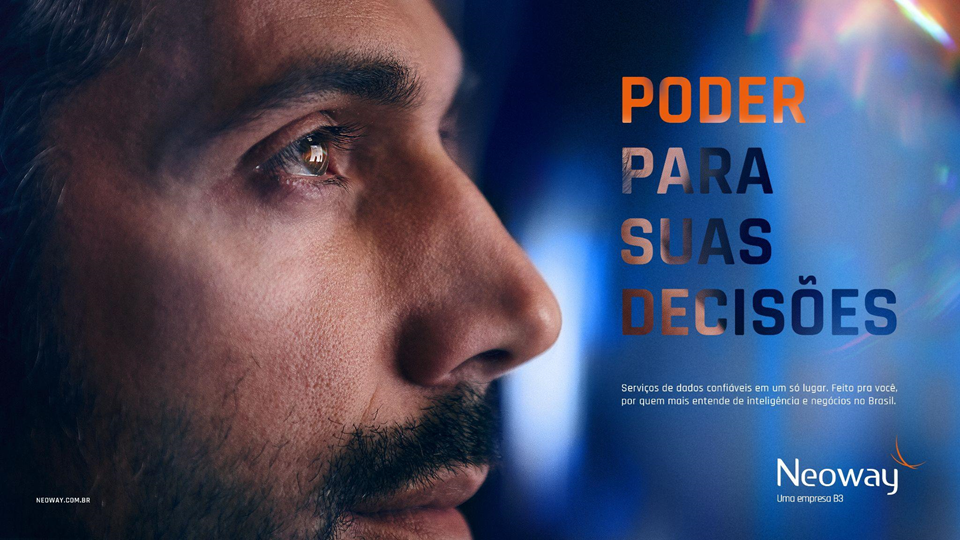 PODER
PARA
SUAS
DECISÕES
Serviços de dados confiáveis em um só lugar. Feito pra você,
por quem mais entende de inteligência e negócios no Brasil.
Neoway
Uma empresa B3
NEOWAY.COM.BR